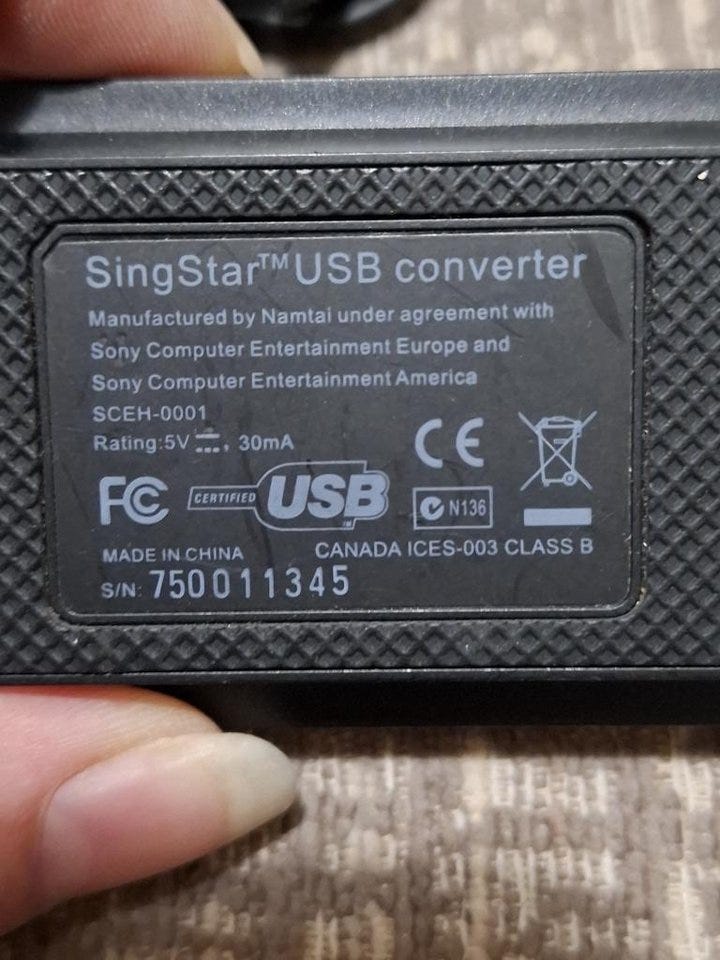 SingStar™ USB converter
Manufactured by Namtai under agreement with
Sony Computer Entertainment Europe and
Sony Computer Entertainment America
SCEH-0001
Rating:5V ⎓, 30mA
CE
FC CERTIFIED USB TM N136
MADE IN CHINA CANADA ICES-003 CLASS B
S/N: 750011345